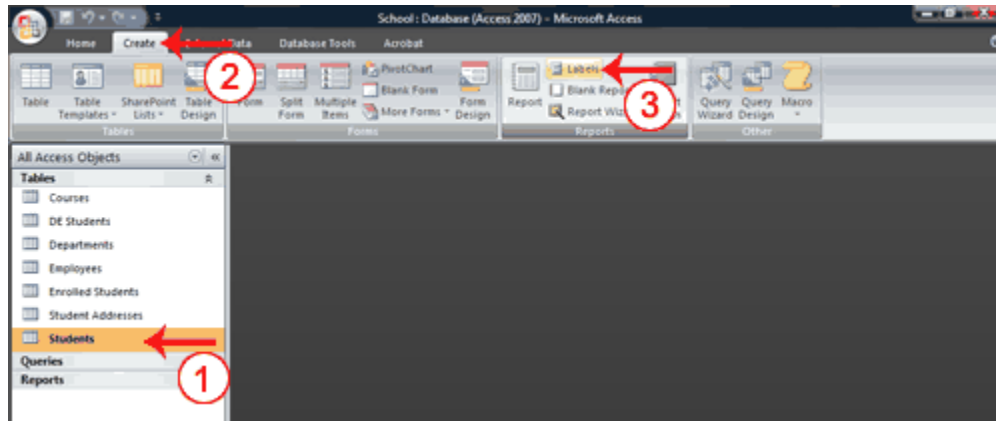 School : Database (Access 2007) - Microsoft Access
Home Create Data Database Tools Acrobat
2
Table
Table Templates
SharePoint Lists
Table Design
Tables
Form
Split Form
Multiple Items
PivotChart
Blank Form
More Forms
Form Design
Forms
Report
Labels
Blank Report
Report
3
Reports
Query Wizard
Query Design
Macro
Other
All Access Objects
Tables
Courses
DE Students
Departments
Employees
Enrolled Students
Student Addresses
Students
Queries
Reports
1